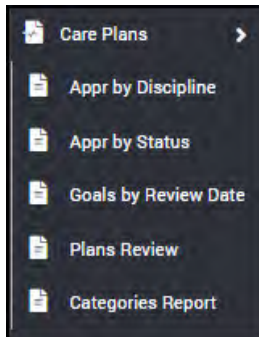 Care Plans
Appr by Discipline
Appr by Status
Goals by Review Date
Plans Review
Categories Report